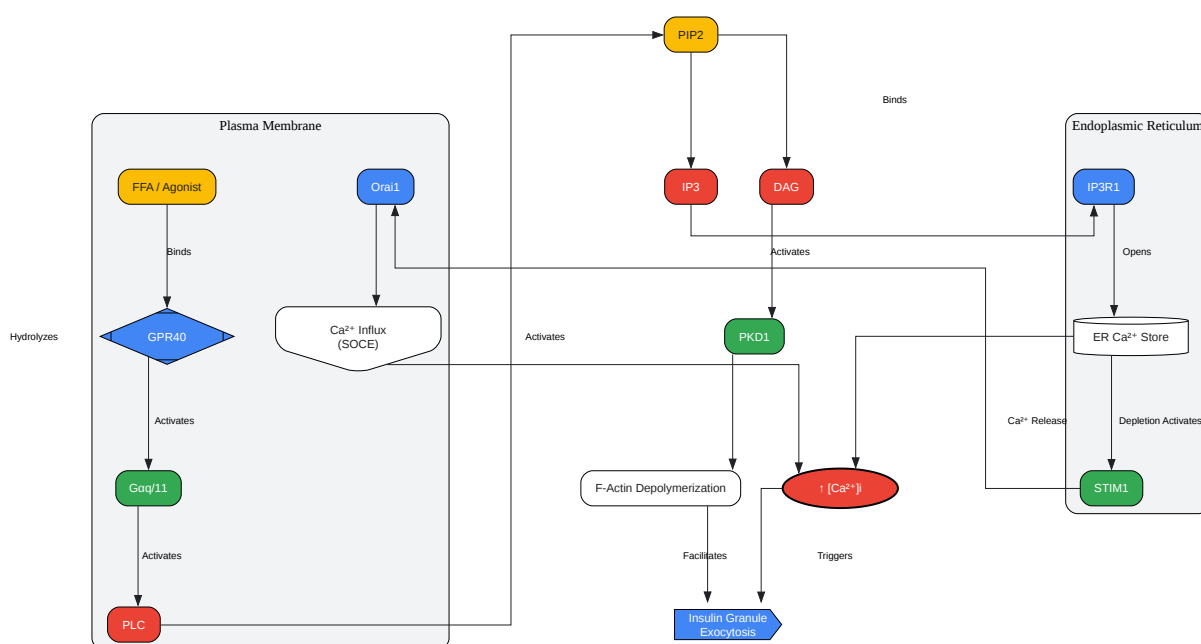 PIP2
Binds
Plasma Membrane
Endoplasmic Reticulum
FFA / Agonist
Orai1
IP3
DAG
IP3R1
Binds
Activates
Opens
Hydrolyzes
GPR40
Ca²⁺ Influx
(SOCE)
Activates
PKD1
ER Ca²⁺ Store
Activates
Ca²⁺ Release
Depletion Activates
Gαq/11
F-Actin Depolymerization
↑ [Ca²⁺]i
STIM1
Activates
Facilitates
Triggers
PLC
Insulin Granule
Exocytosis